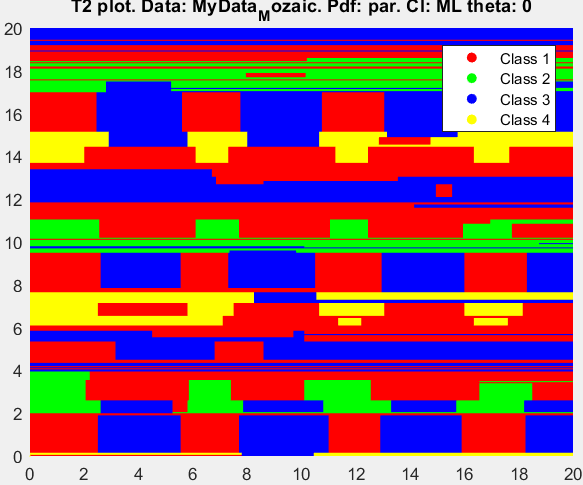 T2 plot. Data: MyData_Mozaic. Pdf: par. Cl: ML theta: 0
20
18
16
14
12
10
8
6
4
2
0
Class 1
Class 2
Class 3
Class 4
0 2 4 6 8 10 12 14 16 18 20